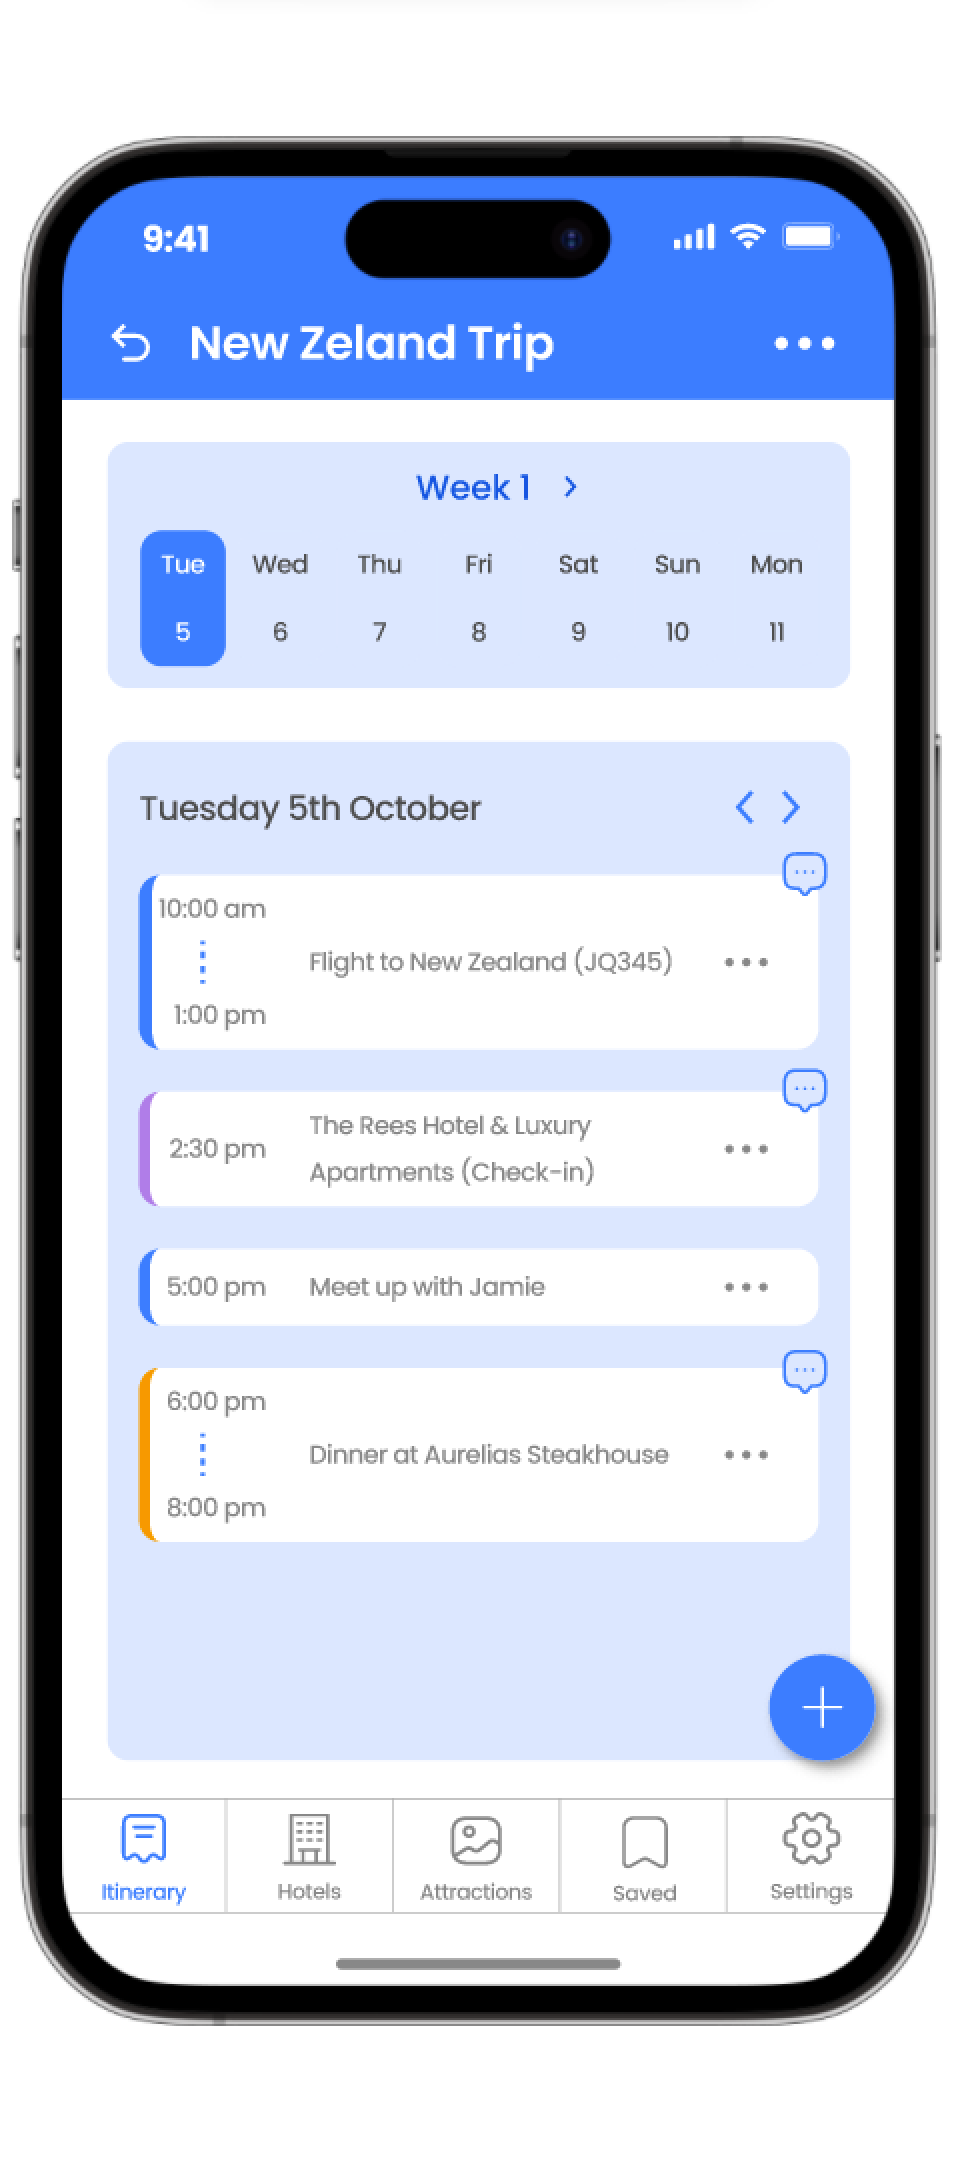 9:41
New Zeland Trip
Week 1
Tue Wed Thu Fri Sat Sun Mon
5 6 7 8 9 10 11
Tuesday 5th October
10:00 am
Flight to New Zealand (JQ345)
1:00 pm
The Rees Hotel & Luxury
2:30 pm
Apartments (Check-in)
5:00 pm Meet up with Jamie
6:00 pm
Dinner at Aurelias Steakhouse
8:00 pm
Itinerary Hotels Attractions Saved Settings